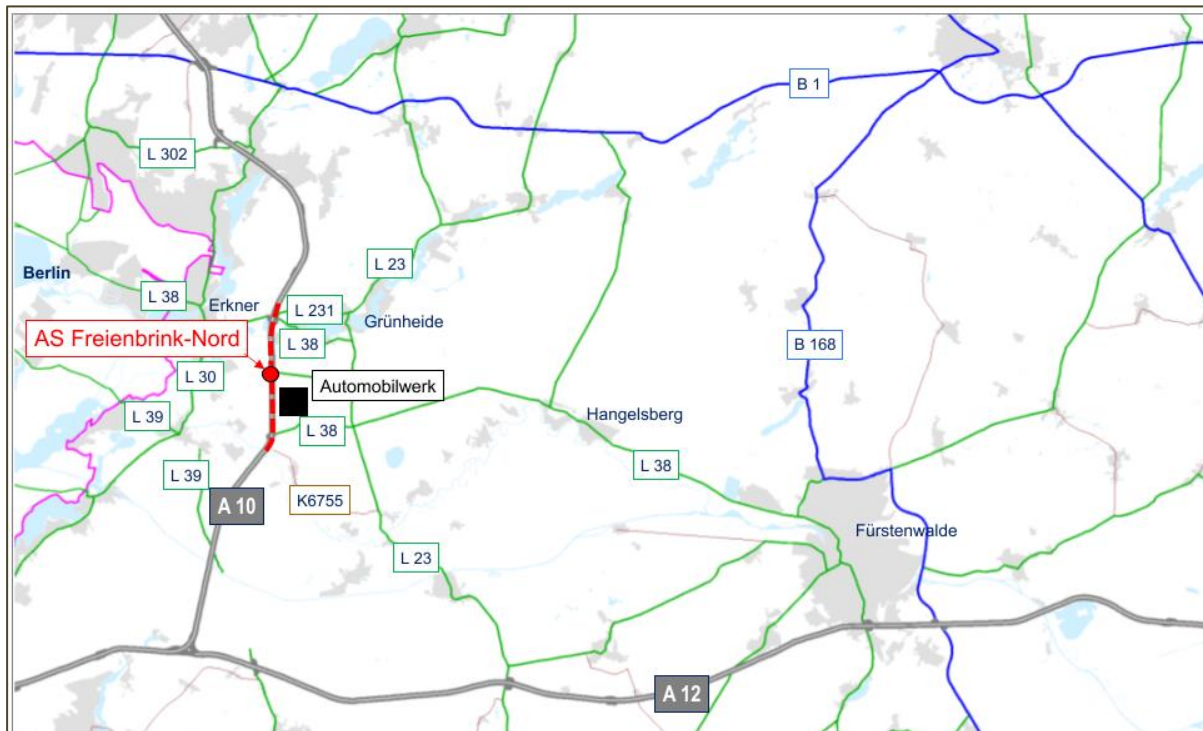 B 1
L 302
L 23
Berlin
L 38
Erkner
L 231
Grünheide
AS Freienbrink-Nord
L 38
B 168
L 30
Automobilwerk
L 39
L 38
Hangelsberg
L 38
L 39
A 10
K6755
Fürstenwalde
L 23
A 12